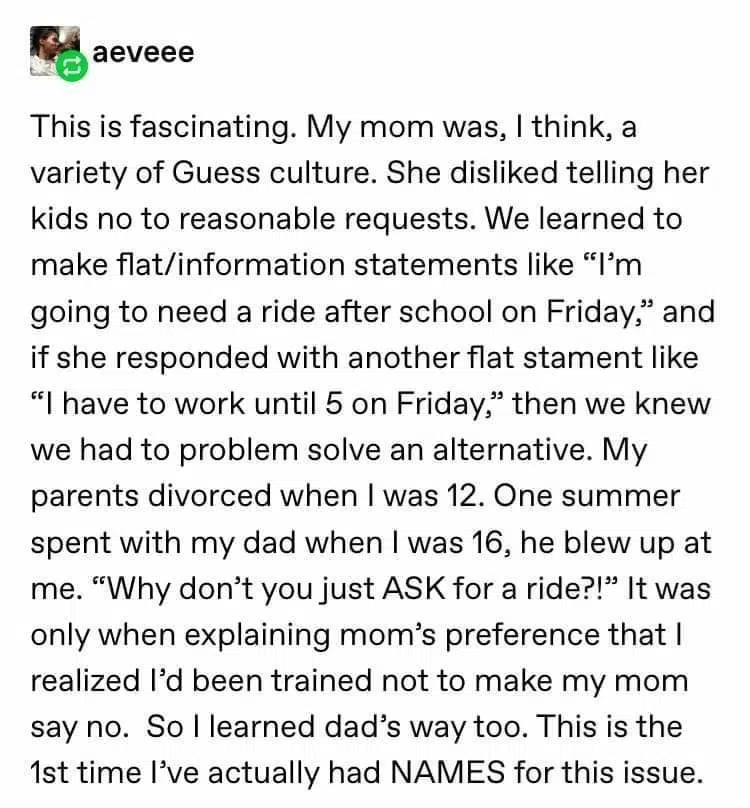 aeveee
This is fascinating. My mom was, I think, a
variety of Guess culture. She disliked telling her
kids no to reasonable requests. We learned to
make flat/information statements like “I’m
going to need a ride after school on Friday,” and
if she responded with another flat stament like
“I have to work until 5 on Friday,” then we knew
we had to problem solve an alternative. My
parents divorced when I was 12. One summer
spent with my dad when I was 16, he blew up at
me. “Why don’t you just ASK for a ride?!” It was
only when explaining mom’s preference that I
realized I’d been trained not to make my mom
say no.  So I learned dad’s way too. This is the
1st time I’ve actually had NAMES for this issue.